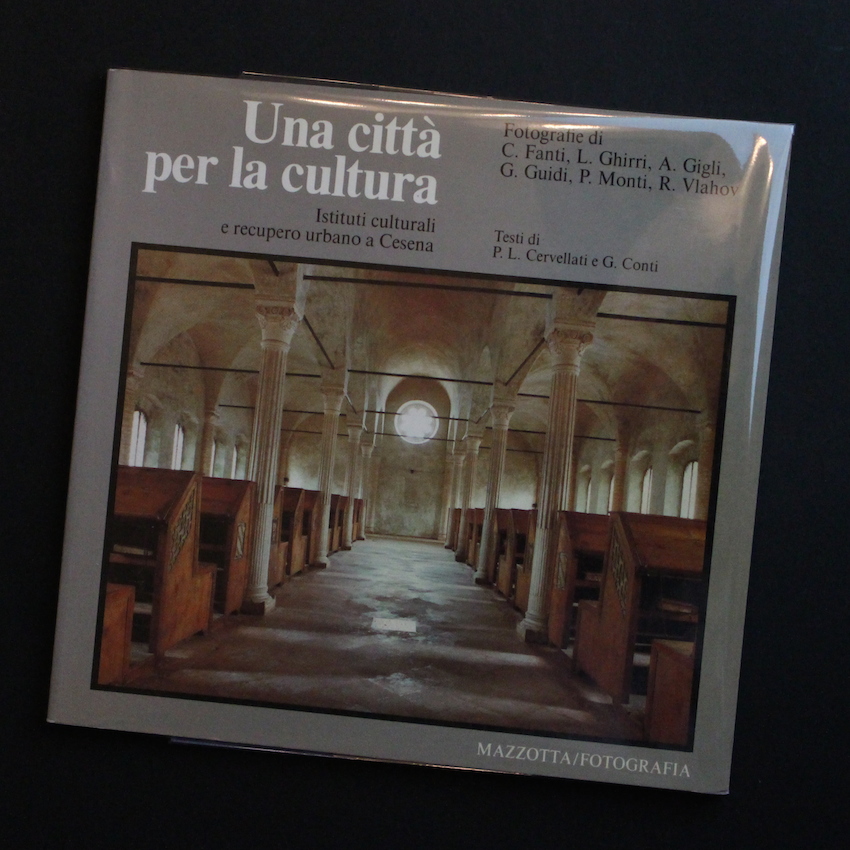 Una città
per la cultura
Istituti culturali
e recupero urbano a Cesena
Fotografie di
C. Fanti, L. Ghirri, A. Gigli,
G. Guidi, P. Monti, R. Vlahov
Testi di
P. L. Cervellati e G. Conti
MAZZOTTA/FOTOGRAFIA